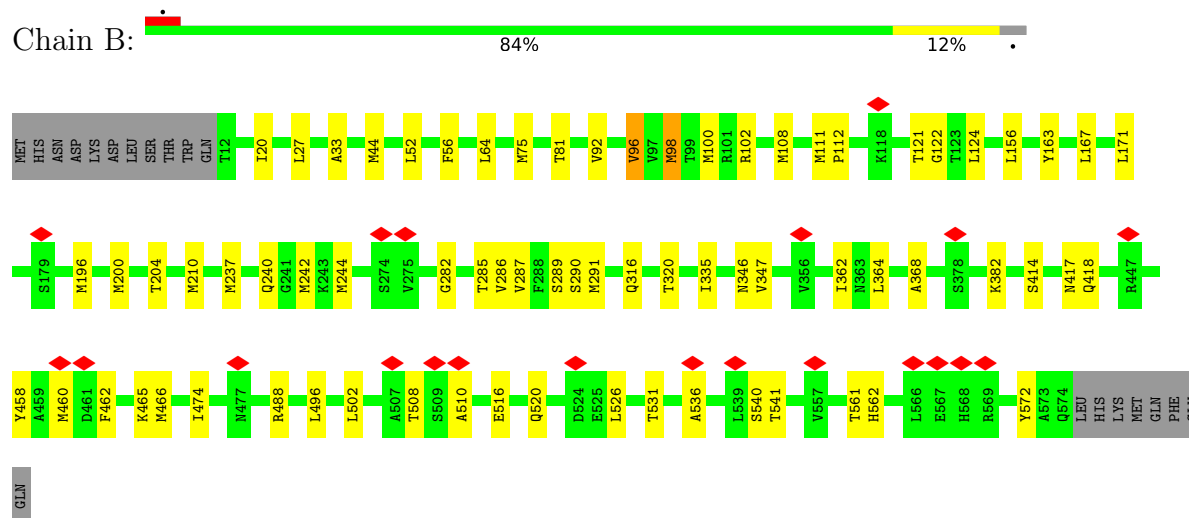 Chain B:
84% 12%
MET HIS ASN ASP LYS ASP LEU SER THR TRP GLN T12 I20 L27 A33 M44 L52 F56 L64 M75 T81 V92 V96 V97 M98 T99 M100 R101 R102 M108 M111 P112 K118 T121 G122 T123 L124 L156 Y163 L167 L171
S179 M196 M200 T204 M210 M237 Q240 G241 M242 K243 M244 S274 V275 G282 T285 V286 V287 F288 S289 S290 M291 Q316 T320 I335 N346 V347 V356 I362 N363 L364 A368 S378 K382 S414 N417 Q418 R447
Y458 A459 M460 D461 F462 K465 M466 I474 N477 R488 L496 L502 A507 T508 S509 A510 E516 Q520 D524 E525 L526 T531 A536 L539 S540 T541 V557 T561 H562 L566 E567 H568 R569 Y572 A573 Q574 LEU HIS LYS MET GLN PHE
GLN